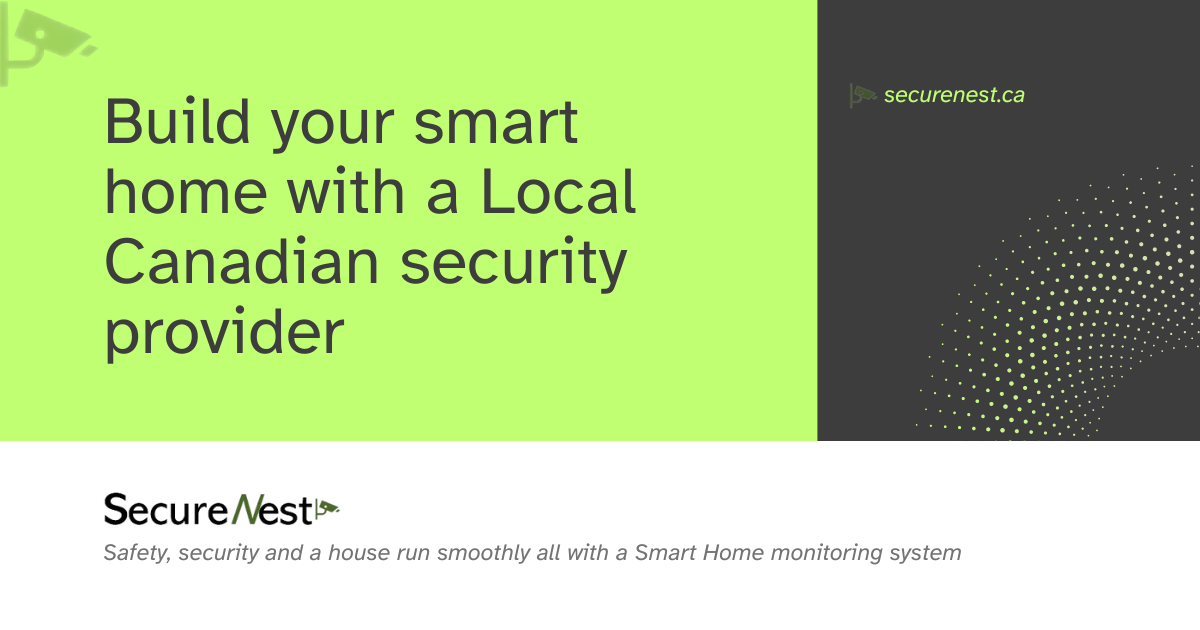 Build your smart
home with a Local
Canadian security
provider
securenest.ca
SecureNest
Safety, security and a house run smoothly all with a Smart Home monitoring system